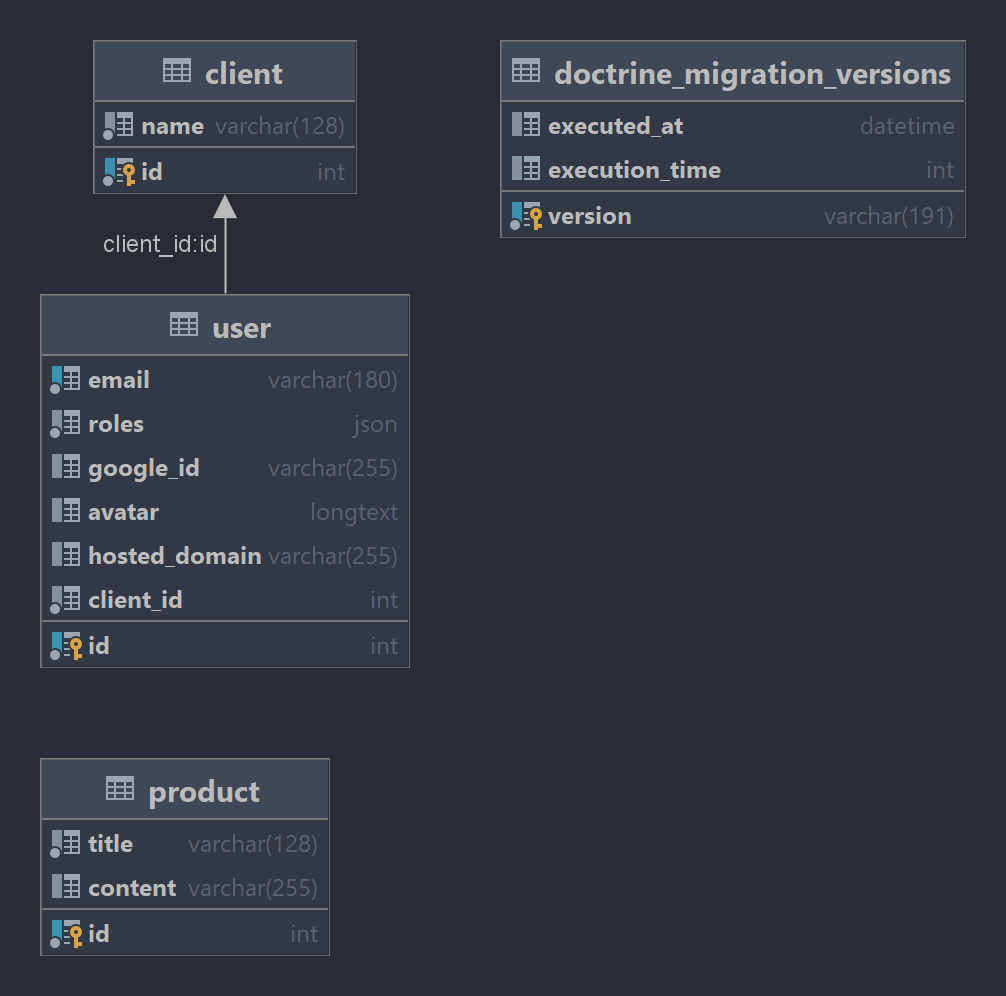 client
name varchar(128)
id int
doctrine_migration_versions
executed_at datetime
execution_time int
version varchar(191)
client_id:id
user
email varchar(180)
roles json
google_id varchar(255)
avatar longtext
hosted_domain varchar(255)
client_id int
id int
product
title varchar(128)
content varchar(255)
id int